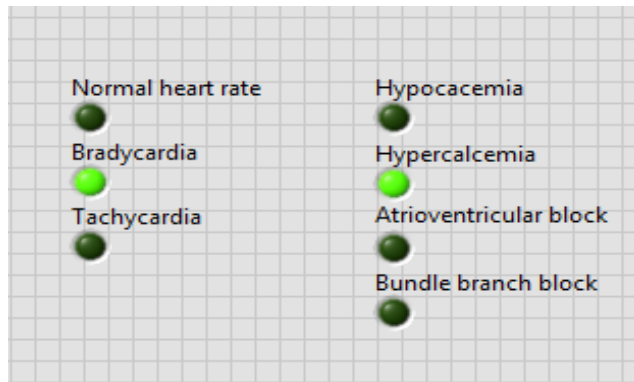 Normal heart rate
Bradycardia
Tachycardia
Hypocacemia
Hypercalcemia
Atrioventricular block
Bundle branch block